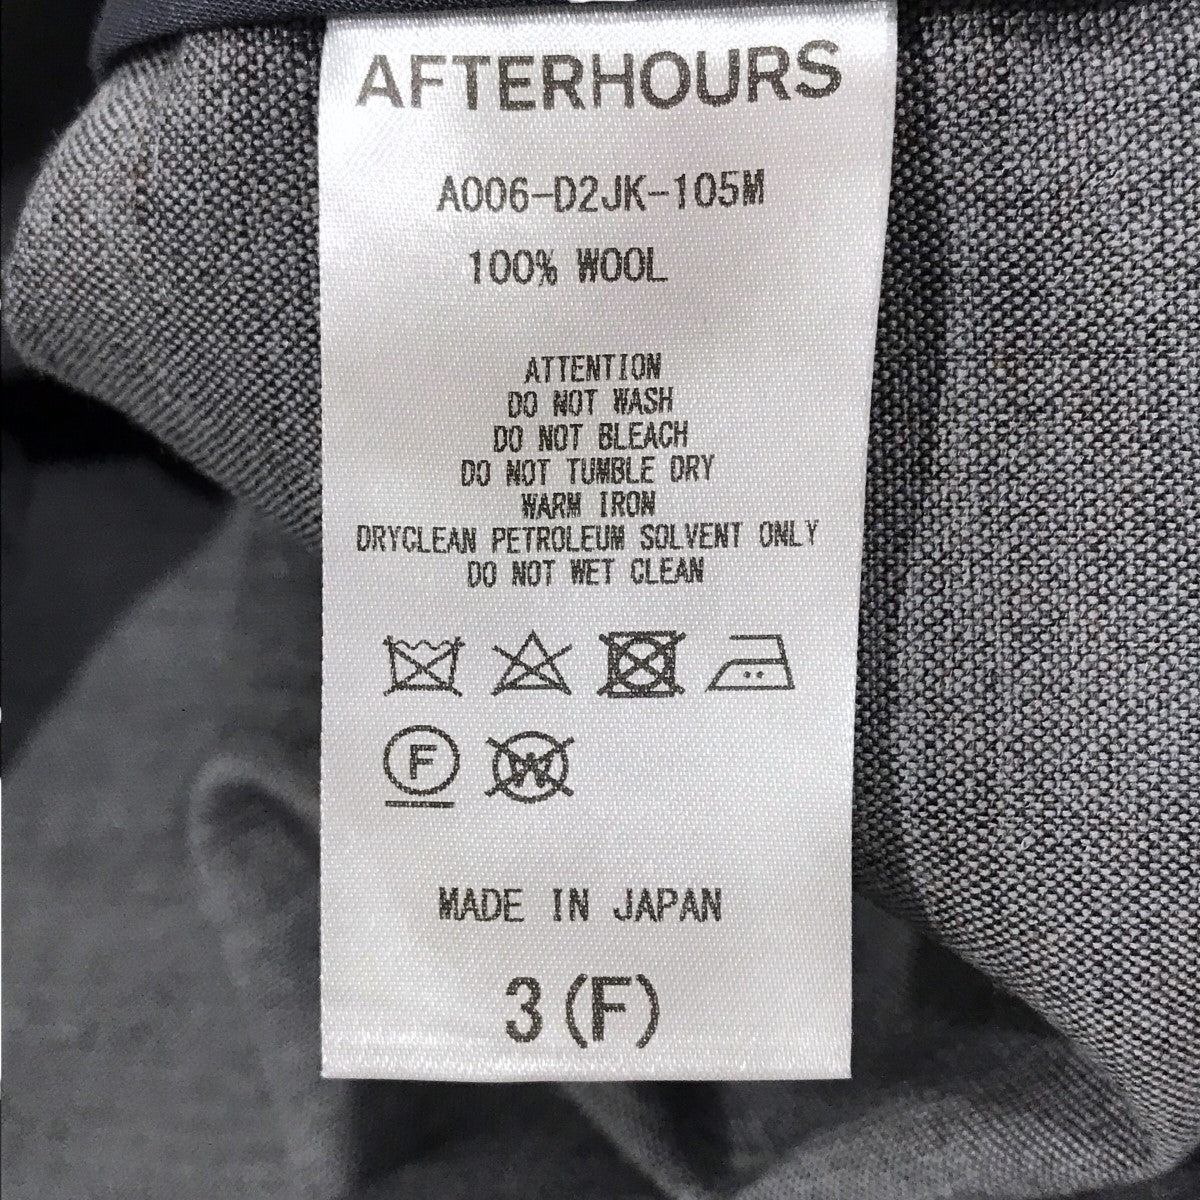 AFTERHOURS
A006-D2JK-105M
100% WOOL
ATTENTION
DO NOT WASH
DO NOT BLEACH
DO NOT TUMBLE DRY
WARM IRON
DRYCLEAN PETROLEUM SOLVENT ONLY
DO NOT WET CLEAN
F W
MADE IN JAPAN
3(F)